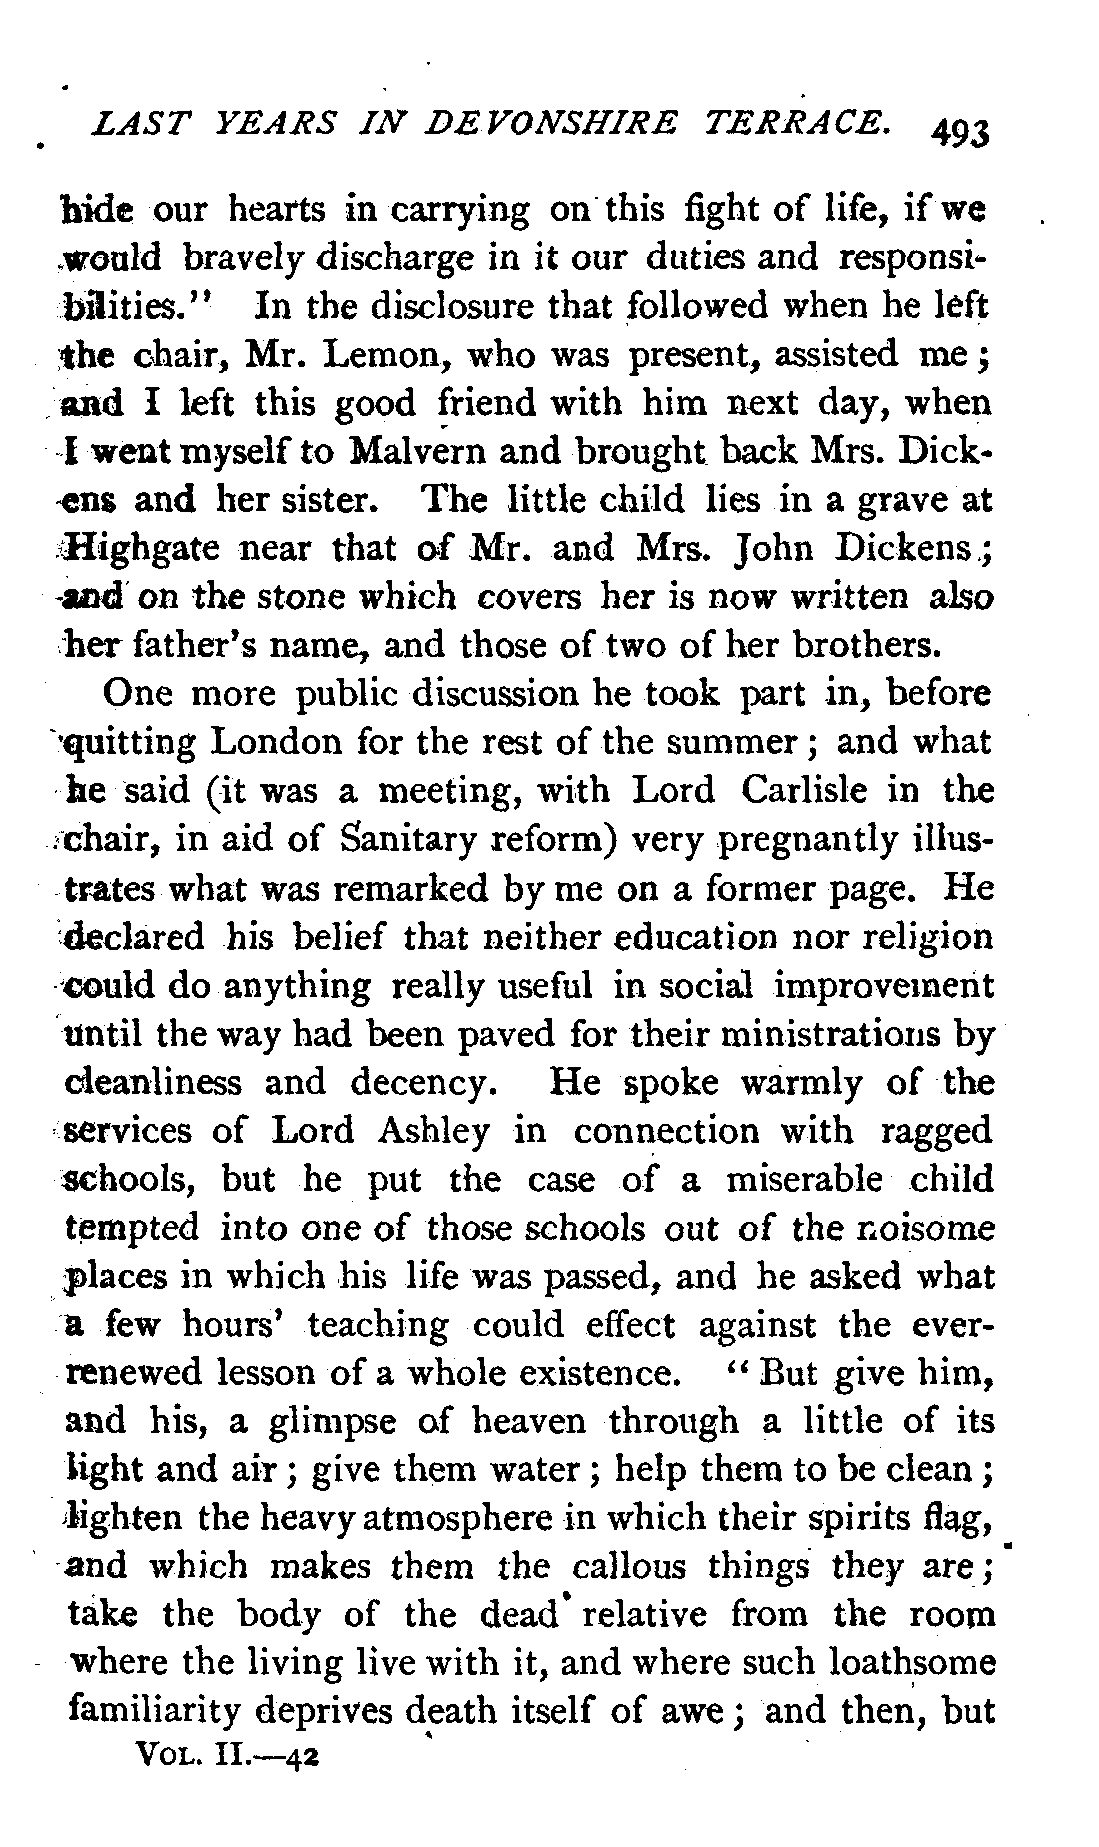 LAST YEARS IN DEVONSHIRE TERRACE. 493
hide our hearts in carrying on this fight of life, if we
would bravely discharge in it our duties and responsi-
bilities." In the disclosure that followed when he left
the chair, Mr. Lemon, who was present, assisted me ;
and I left this good friend with him next day, when
I went myself to Malvern and brought back Mrs. Dick-
ens and her sister. The little child lies in a grave at
Highgate near that of Mr. and Mrs. John Dickens ;
and on the stone which covers her is now written also
her father's name, and those of two of her brothers.
One more public discussion he took part in, before
quitting London for the rest of the summer ; and what
he said (it was a meeting, with Lord Carlisle in the
chair, in aid of Sanitary reform) very pregnantly illus-
trates what was remarked by me on a former page. He
declared his belief that neither education nor religion
could do anything really useful in social improvement
until the way had been paved for their ministrations by
cleanliness and decency. He spoke warmly of the
services of Lord Ashley in connection with ragged
schools, but he put the case of a miserable child
tempted into one of those schools out of the noisome
places in which his life was passed, and he asked what
a few hours' teaching could effect against the ever-
renewed lesson of a whole existence. "But give him,
and his, a glimpse of heaven through a little of its
light and air ; give them water ; help them to be clean ;
lighten the heavy atmosphere in which their spirits flag,
and which makes them the callous things they are ;
take the body of the dead relative from the room
where the living live with it, and where such loathsome
familiarity deprives death itself of awe ; and then, but
VOL. II.—42